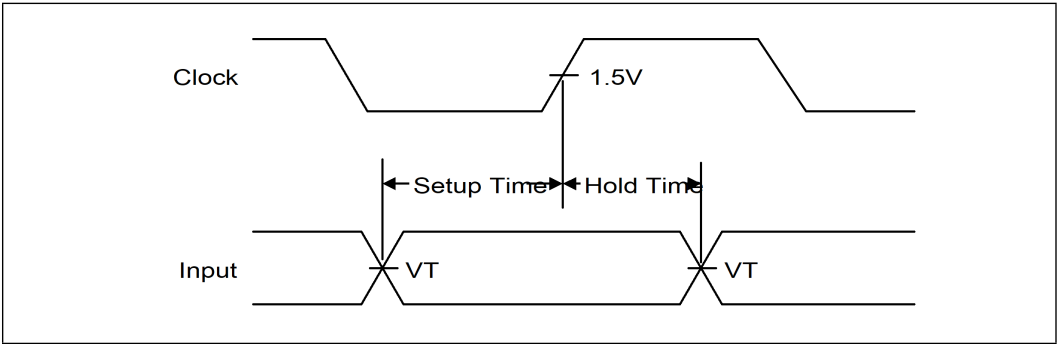 Clock
1.5V
Setup Time
Hold Time
Input
VT
VT